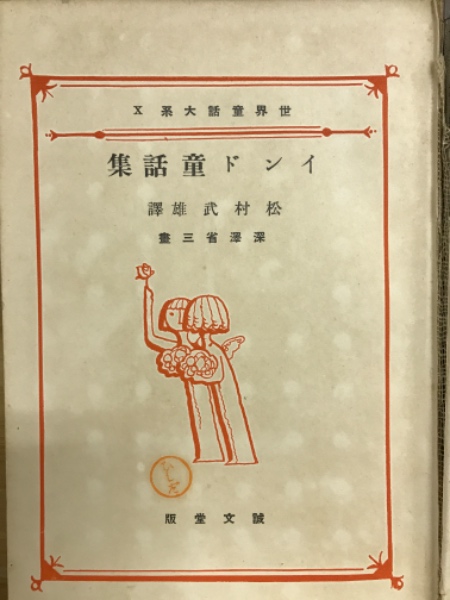 世界童話大系 X
インド童話集
松村武雄譯
深澤省三畫
誠文堂版